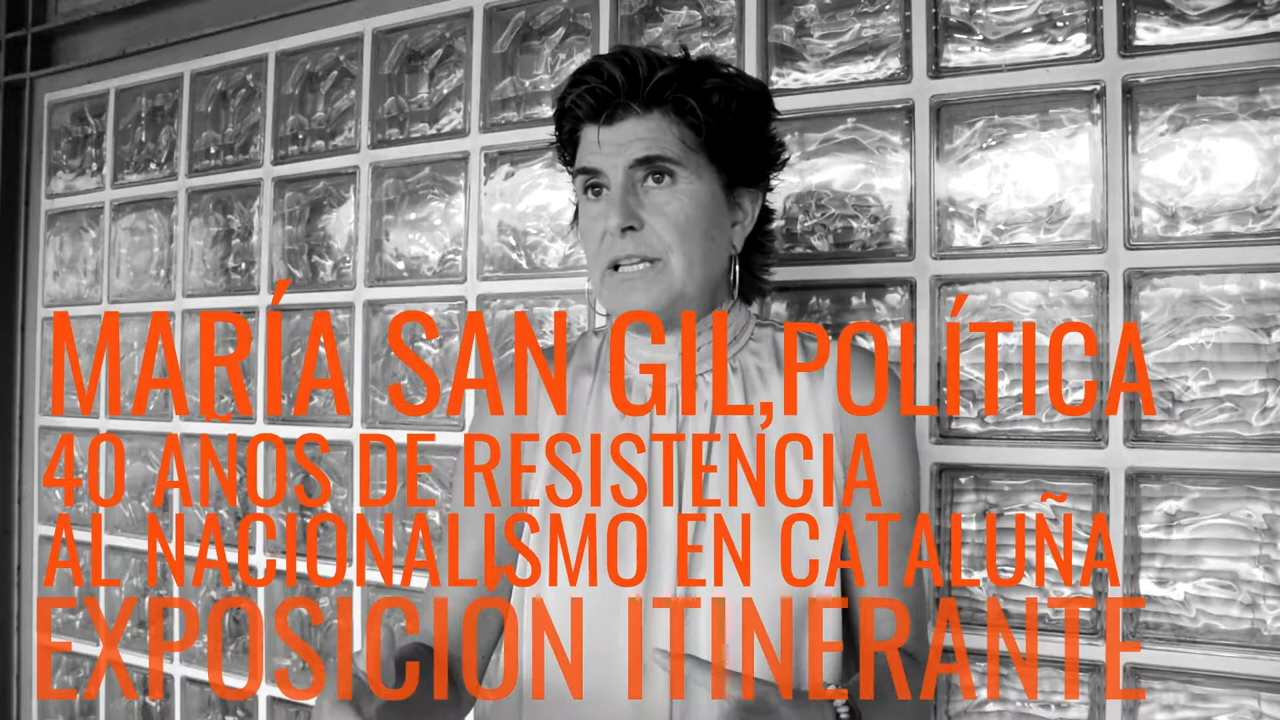 MARÍA SAN GIL,POLÍTICA
40 AÑOS DE RESISTENCIA
AL NACIONALISMO EN CATALUÑA
EXPOSICIÓN ITINERANTE